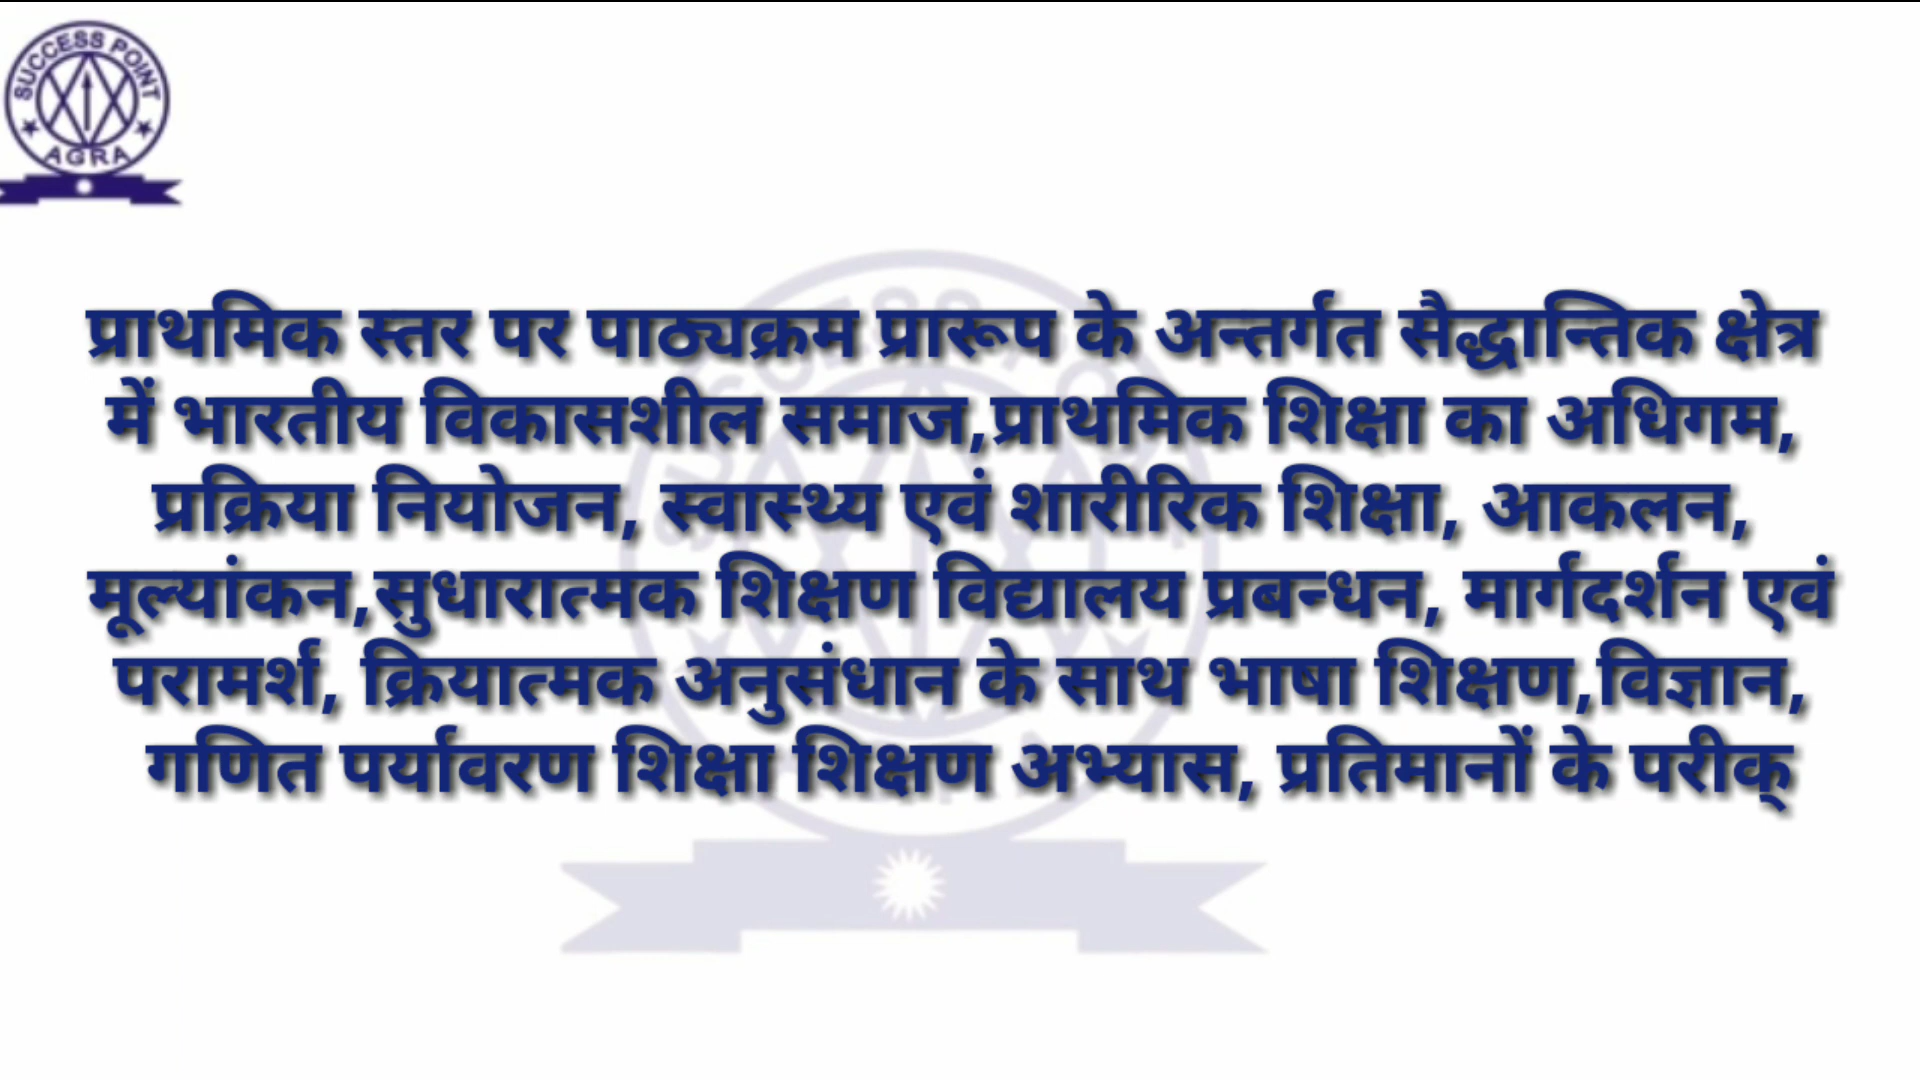 SUCCESS POINT
AGRA
प्राथमिक स्तर पर पाठ्यक्रम प्रारूप के अन्तर्गत सैद्धान्तिक क्षेत्र
में भारतीय विकासशील समाज,प्राथमिक शिक्षा का अधिगम,
प्रक्रिया नियोजन, स्वास्थ्य एवं शारीरिक शिक्षा, आकलन,
मूल्यांकन,सुधारात्मक शिक्षण विद्यालय प्रबन्धन, मार्गदर्शन एवं
परामर्श, क्रियात्मक अनुसंधान के साथ भाषा शिक्षण,विज्ञान,
गणित पर्यावरण शिक्षा शिक्षण अभ्यास, प्रतिमानों के परीक्